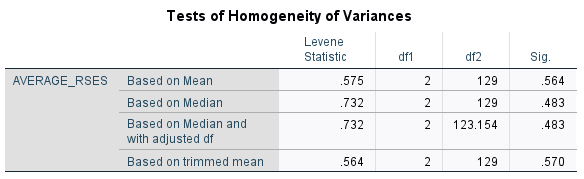 Tests of Homogeneity of Variances
Levene Statistic df1 df2 Sig.
AVERAGE_RSES Based on Mean .575 2 129 .564
Based on Median .732 2 129 .483
Based on Median and with adjusted df .732 2 123.154 .483
Based on trimmed mean .564 2 129 .570